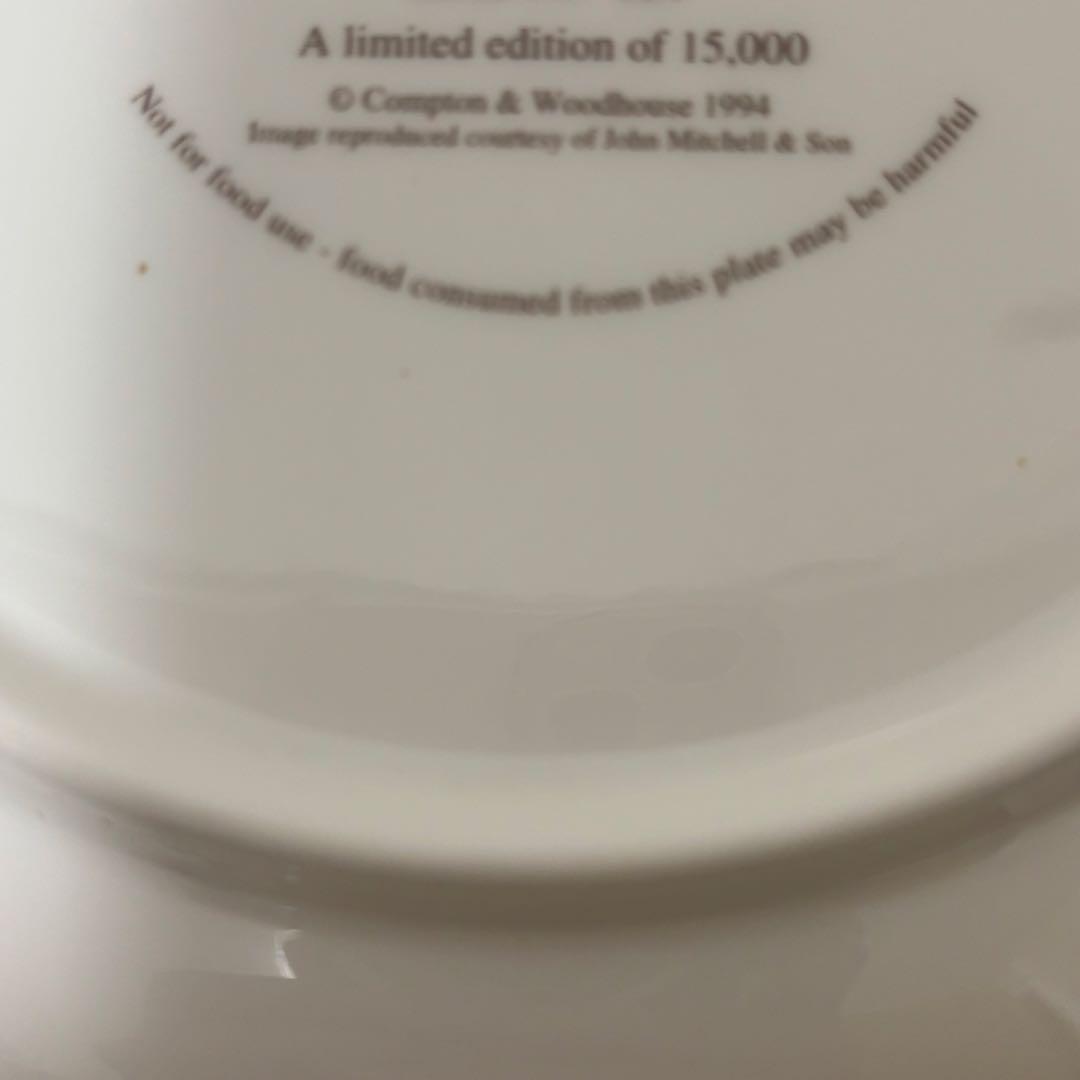 A limited edition of 15,000
© Compton & Woodhouse 1994
Image reproduced courtesy of John Mitchell & Son
Not for food use - food consumed from this plate may be harmful